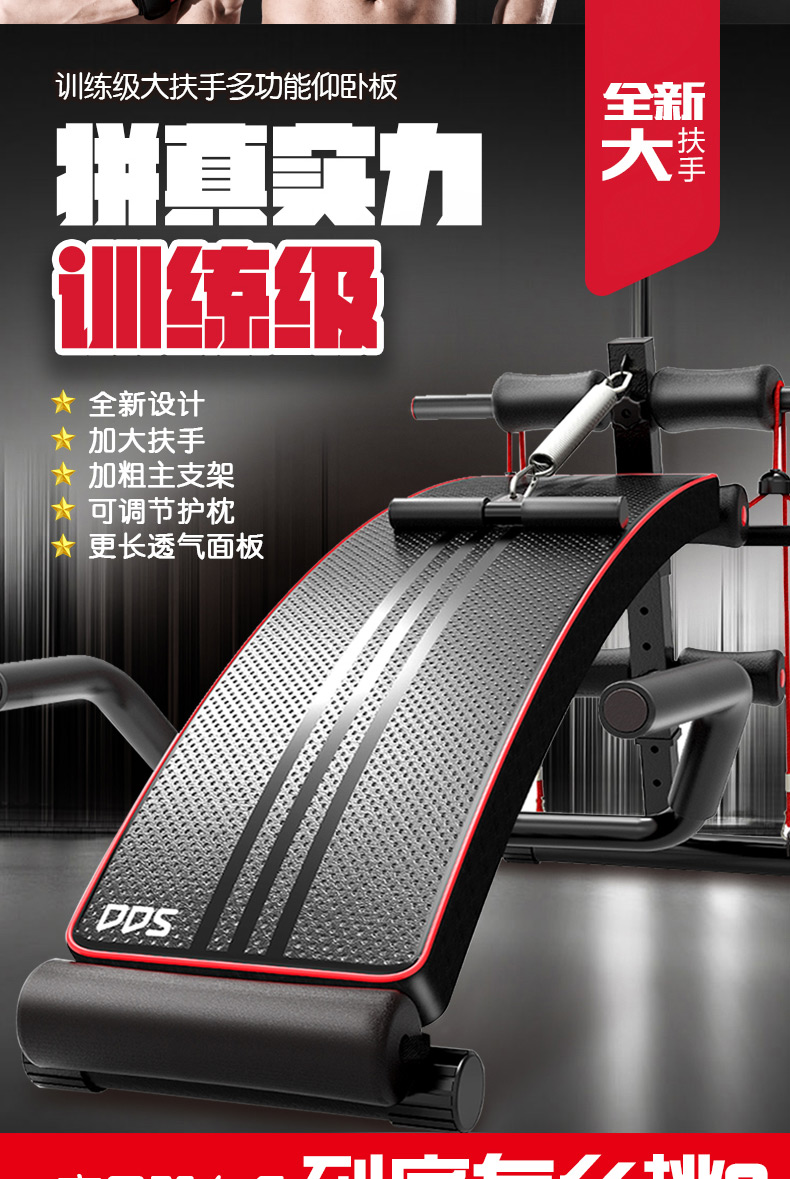 训练级大扶手多功能仰卧板
拼真实力
训练级
全新
大扶手
全新设计
加大扶手
加粗主支架
可调节护枕
更长透气面板
DDS